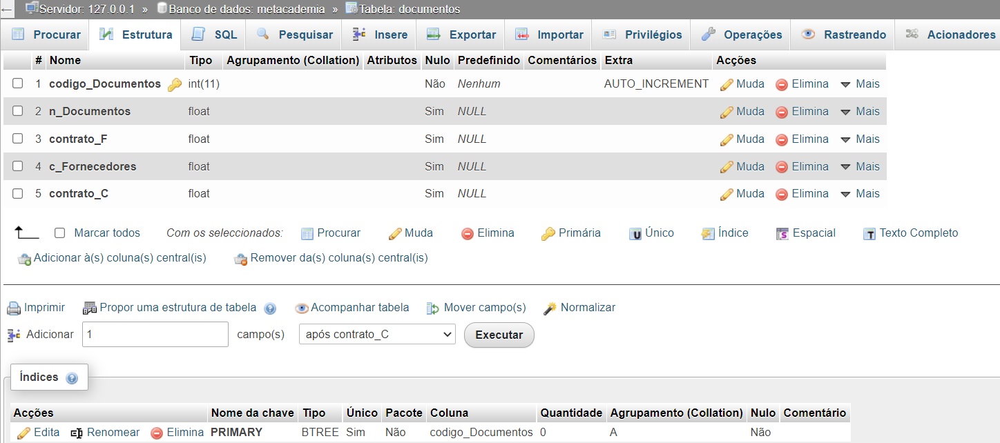 Servidor: 127.0.0.1 » Banco de dados: metacademia » Tabela: documentos
Procurar Estrutura SQL Pesquisar Insere Exportar Importar Privilégios Operações Rastreando Acionadores
# Nome Tipo Agrupamento (Collation) Atributos Nulo Predefinido Comentários Extra Acções
1 codigo_Documentos int(11) Não Nenhum AUTO_INCREMENT Muda Elimina Mais
2 n_Documentos float Sim NULL Muda Elimina Mais
3 contrato_F float Sim NULL Muda Elimina Mais
4 c_Fornecedores float Sim NULL Muda Elimina Mais
5 contrato_C float Sim NULL Muda Elimina Mais
Marcar todos Com os seleccionados: Procurar Muda Elimina Primária Único Índice Espacial Texto Completo
Adicionar à(s) coluna(s) central(is) Remover da(s) coluna(s) central(is)
Imprimir Propor uma estrutura de tabela Acompanhar tabela Mover campo(s) Normalizar
Adicionar 1 campo(s) após contrato_C Executar
Índices
Acções Nome da chave Tipo Único Pacote Coluna Quantidade Agrupamento (Collation) Nulo Comentário
Edita Renomear Elimina PRIMARY BTREE Sim Não codigo_Documentos 0 A Não